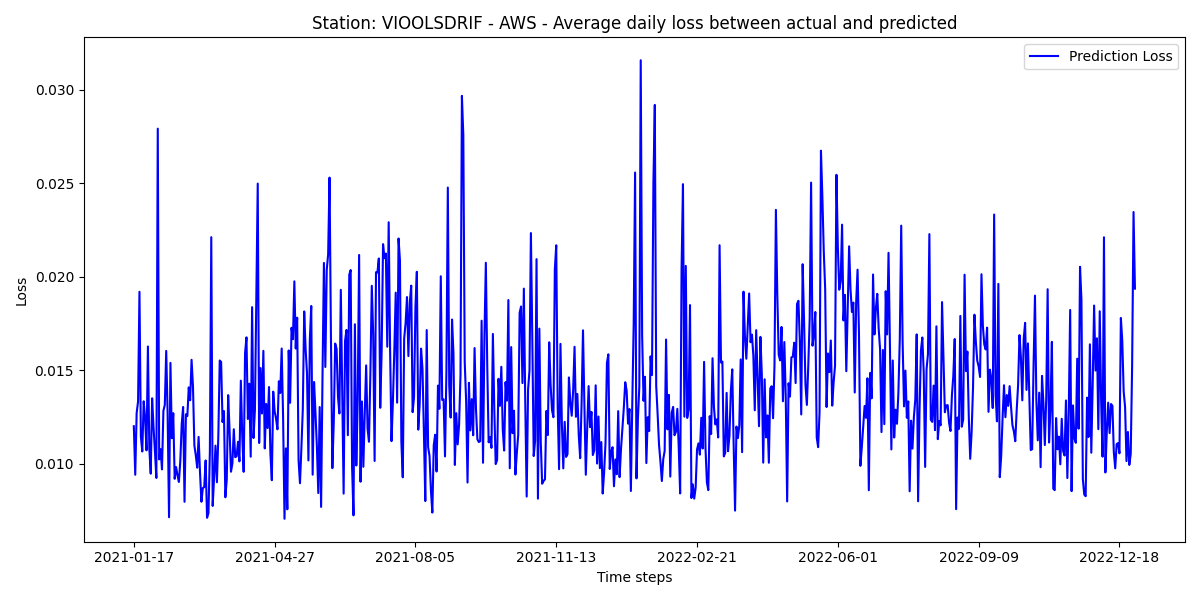 Station: VIOOLSDRIF - AWS - Average daily loss between actual and predicted
Prediction Loss
0.030
0.025
0.020
0.015
0.010
Loss
2021-01-17 2021-04-27 2021-08-05 2021-11-13 2022-02-21 2022-06-01 2022-09-09 2022-12-18
Time steps